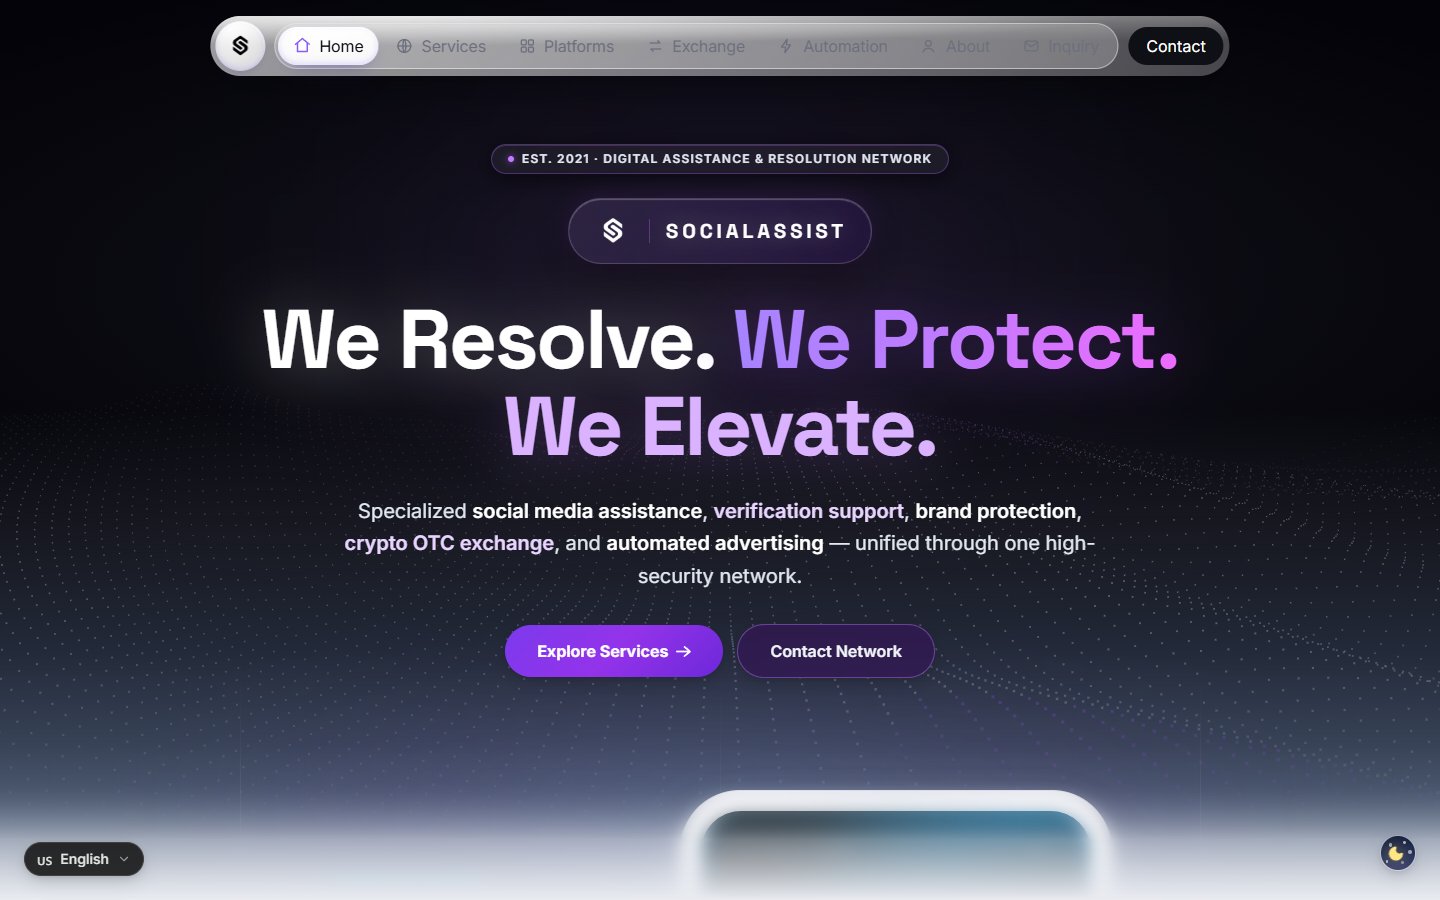 Home Services Platforms Exchange Automation About Inquiry Contact
EST. 2021 · DIGITAL ASSISTANCE & RESOLUTION NETWORK
SOCIALASSIST
We Resolve. We Protect.
We Elevate.
Specialized social media assistance, verification support, brand protection,
crypto OTC exchange, and automated advertising — unified through one high-
security network.
Explore Services →
Contact Network
US English